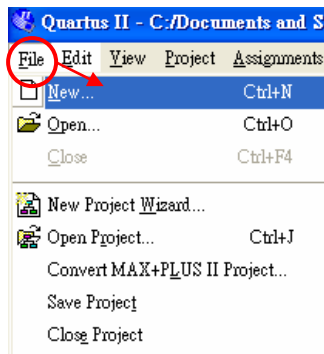 Quartus II - C:/Documents and S
File Edit View Project Assignments
New... Ctrl+N
Open... Ctrl+O
Close Ctrl+F4
New Project Wizard...
Open Project... Ctrl+J
Convert MAX+PLUS II Project...
Save Project
Close Project